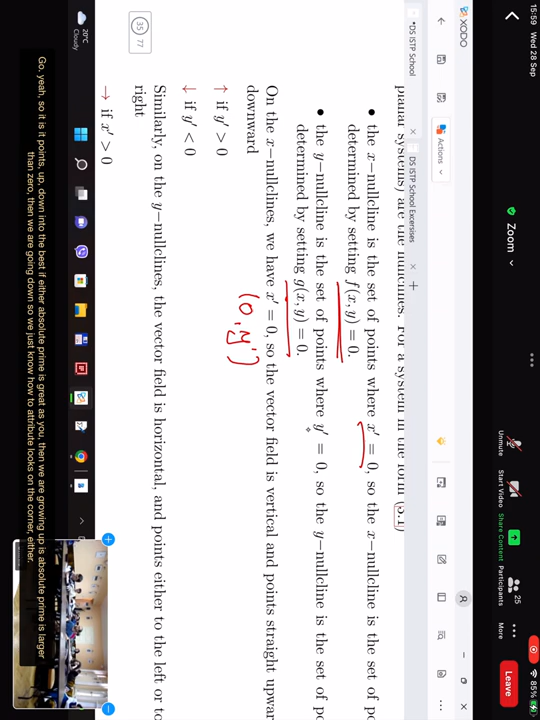 15:59 Wed 28 Sep
85%
Zoom
Unmute
Start Video
Share Content
Participants
25
More
Leave
XODO
*DS ISTP School
×
DS ISTP School Excersises
×
+
Actions
planar systems) are the nullclines. For a system in the form (5.1)
• the x−nullcline is the set of points where x′ = 0, so the x−nullcline is the set of po
determined by setting f(x, y) = 0.
• the y−nullcline is the set of points where y′ = 0, so the y−nullcline is the set of po
determined by setting g(x, y) = 0.
(0, y')
On the x−nullclines, we have x′ = 0, so the vector field is vertical and points straight upwar
downward
↑ if y′ > 0
↓ if y′ < 0
Similarly, on the y−nullclines, the vector field is horizontal, and points either to the left or to
right
→ if x′ > 0
35 77
20°C
Cloudy
Go. yeah, so it is it points, up, down into the best if either absolute prime is great as you, then we are growing up is absolute prime is larger
than zero, then we are going down so we just know how to attribute looks on the corner, either.